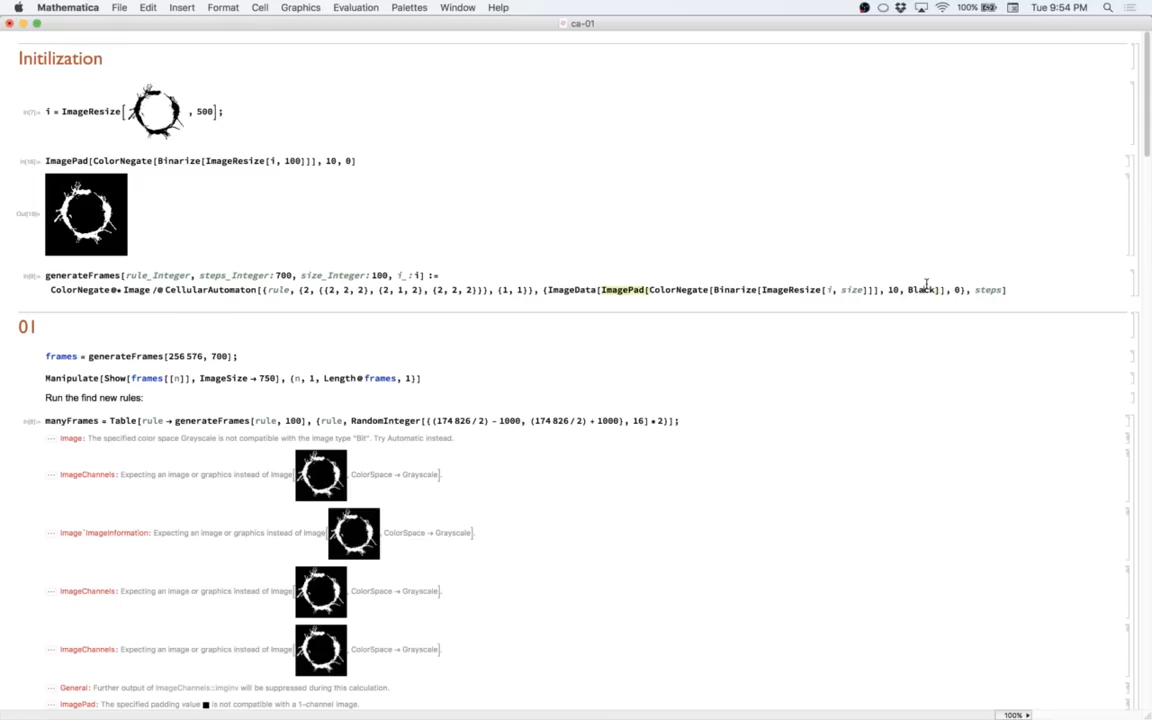 Mathematica File Edit Insert Format Cell Graphics Evaluation Palettes Window Help 100% Tue 9:54 PM
ca-01
Initilization
In[7]:= i = ImageResize[ , 500];
In[18]:= ImagePad[ColorNegate[Binarize[ImageResize[i, 100]]], 10, 0]
Out[18]=
In[9]:= generateFrames[rule_Integer, steps_Integer: 700, size_Integer: 100, i_: i] :=
ColorNegate@*Image /@ CellularAutomaton[{rule, {2, {{2, 2, 2}, {2, 1, 2}, {2, 2, 2}}}, {1, 1}}, {ImageData[ImagePad[ColorNegate[Binarize[ImageResize[i, size]]], 10, Black]], 0}, steps]
01
frames = generateFrames[256 576, 700];
Manipulate[Show[frames[[n]], ImageSize → 750], {n, 1, Length@frames, 1}]
Run the find new rules:
In[8]:= manyFrames = Table[rule → generateFrames[rule, 100], {rule, RandomInteger[{(174 826 / 2) - 1000, (174 826 / 2) + 1000}, 16] * 2}];
··· Image: The specified color space Grayscale is not compatible with the image type "Bit". Try Automatic instead.
··· ImageChannels: Expecting an image or graphics instead of Image[ , ColorSpace → Grayscale].
··· Image`ImageInformation: Expecting an image or graphics instead of Image[ , ColorSpace → Grayscale].
··· ImageChannels: Expecting an image or graphics instead of Image[ , ColorSpace → Grayscale].
··· ImageChannels: Expecting an image or graphics instead of Image[ , ColorSpace → Grayscale].
··· General: Further output of ImageChannels::imginv will be suppressed during this calculation.
··· ImagePad: The specified padding value ■ is not compatible with a 1-channel image.
100%